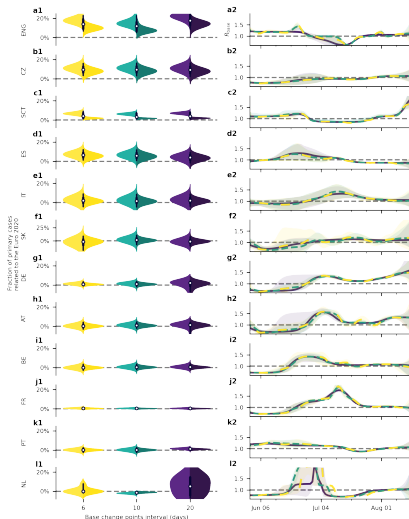 a1
20%
0%
ENG
a2
1.5
1.0
b1
20%
0%
CZ
b2
1.5
1.0
c1
20%
0%
SCT
c2
1.5
1.0
d1
20%
0%
ES
d2
1.5
1.0
e1
20%
0%
IT
e2
1.5
1.0
Fraction of primary cases
related to the Euro 2020
f1
20%
0%
SK
f2
1.5
1.0
g1
20%
0%
DE
g2
1.5
1.0
h1
20%
0%
AT
h2
1.5
1.0
i1
20%
0%
BE
i2
1.5
1.0
j1
20%
0%
FR
j2
1.5
1.0
k1
20%
0%
PT
k2
1.5
1.0
l1
20%
0%
NL
l2
1.5
1.0
6 10 20
Base change points interval (days)
Jun 06 Jul 04 Aug 01